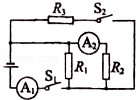 R₃ S₂
A₂
R₁ R₂
A₁ S₁